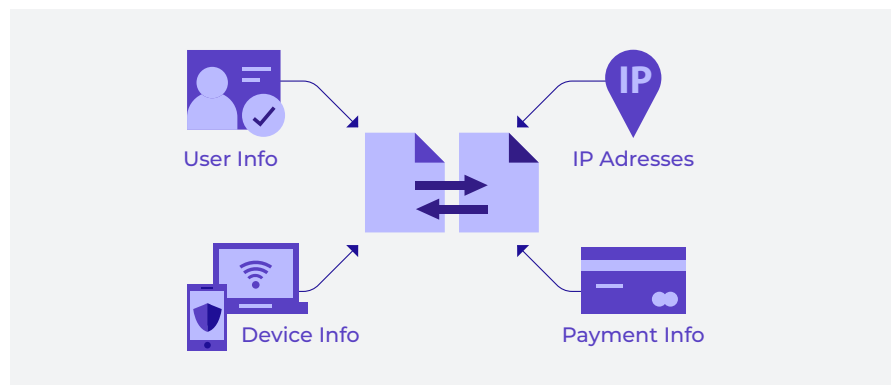 IP
User Info
IP Adresses
Device Info
Payment Info